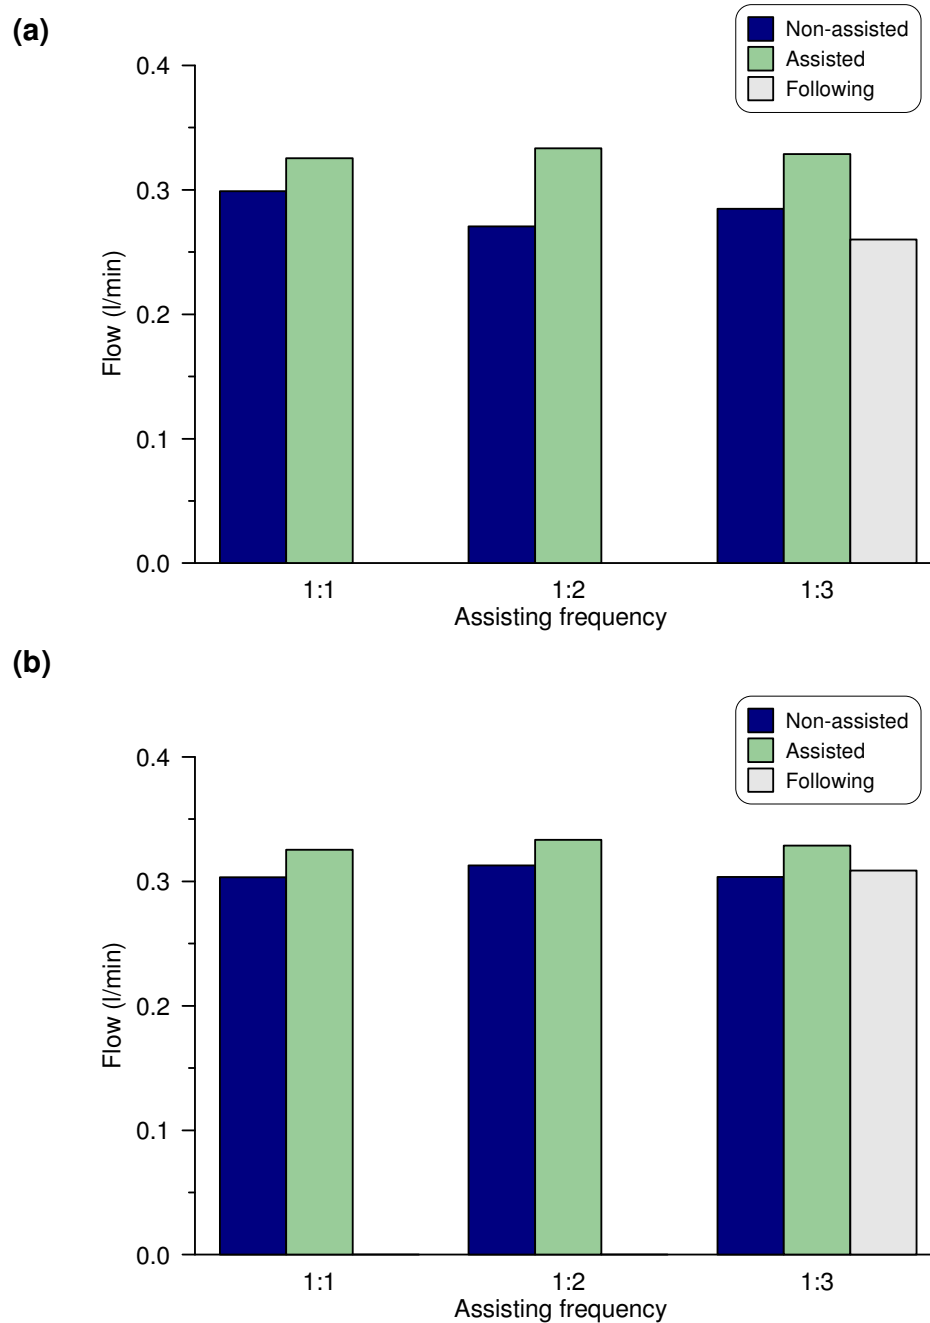 (a)
Non-assisted
Assisted
Following
0.4
0.3
0.2
0.1
0.0
Flow (l/min)
1:1
1:2
1:3
Assisting frequency
(b)
Non-assisted
Assisted
Following
0.4
0.3
0.2
0.1
0.0
Flow (l/min)
1:1
1:2
1:3
Assisting frequency